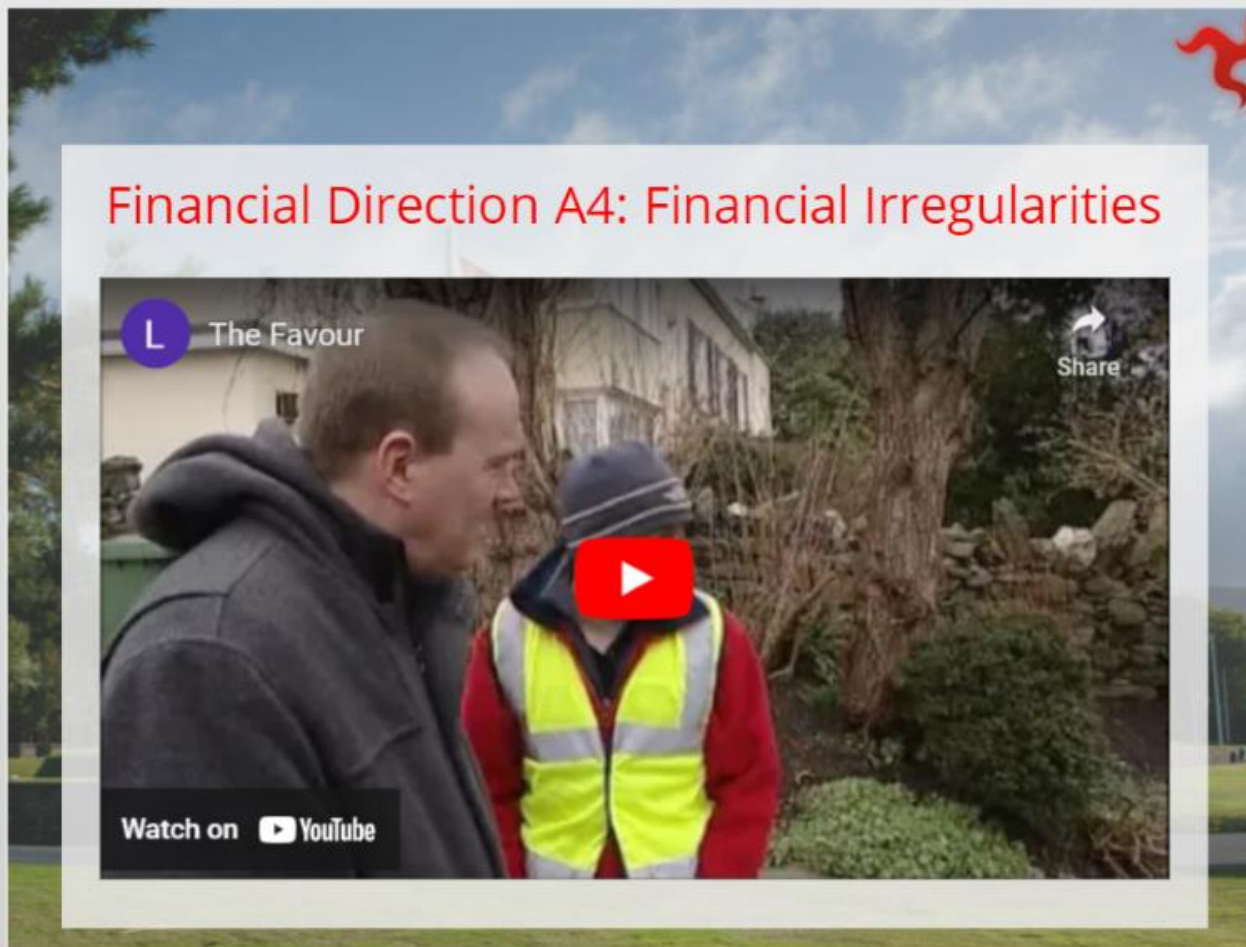 Financial Direction A4: Financial Irregularities
L The Favour
Share
Watch on YouTube